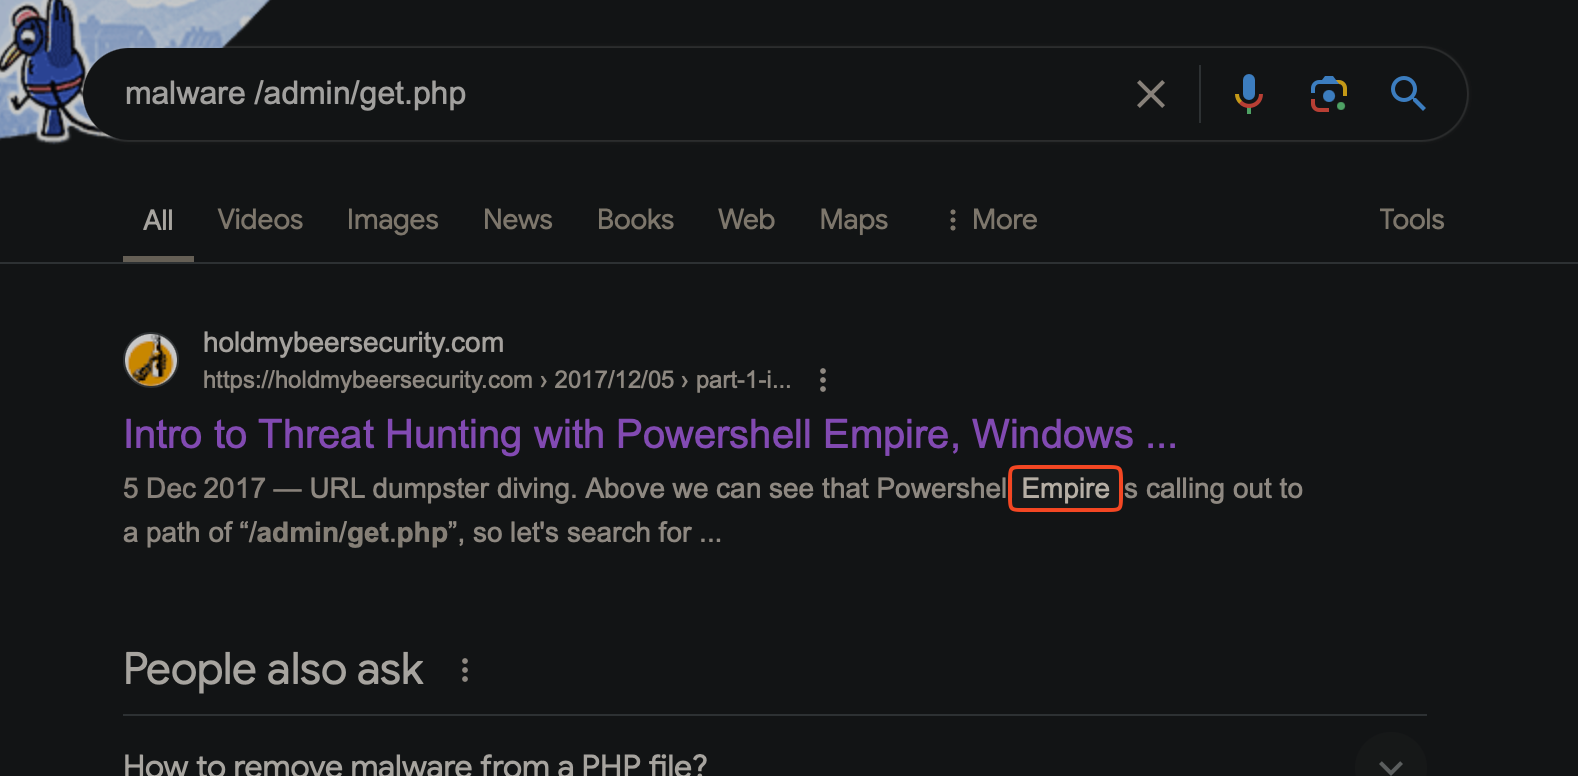 malware /admin/get.php
All Videos Images News Books Web Maps More Tools
holdmybeersecurity.com
https://holdmybeersecurity.com › 2017/12/05 › part-1-i...
Intro to Threat Hunting with Powershell Empire, Windows ...
5 Dec 2017 — URL dumpster diving. Above we can see that Powershel Empire s calling out to
a path of “/admin/get.php”, so let's search for ...
People also ask
How to remove malware from a PHP file?